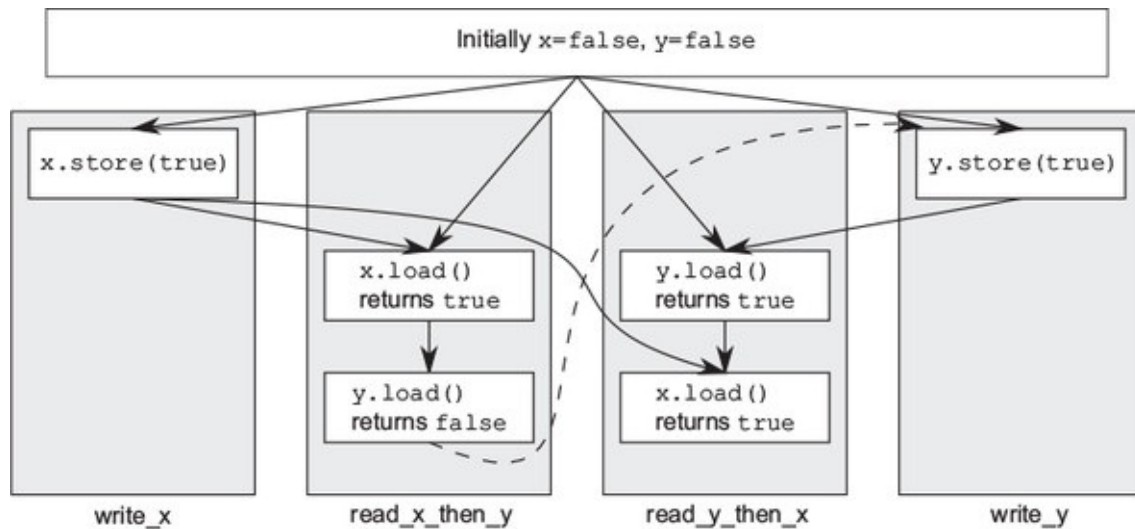 Initially x=false, y=false
x.store(true)
y.store(true)
x.load()
returns true
y.load()
returns true
y.load()
returns false
x.load()
returns true
write_x
read_x_then_y
read_y_then_x
write_y